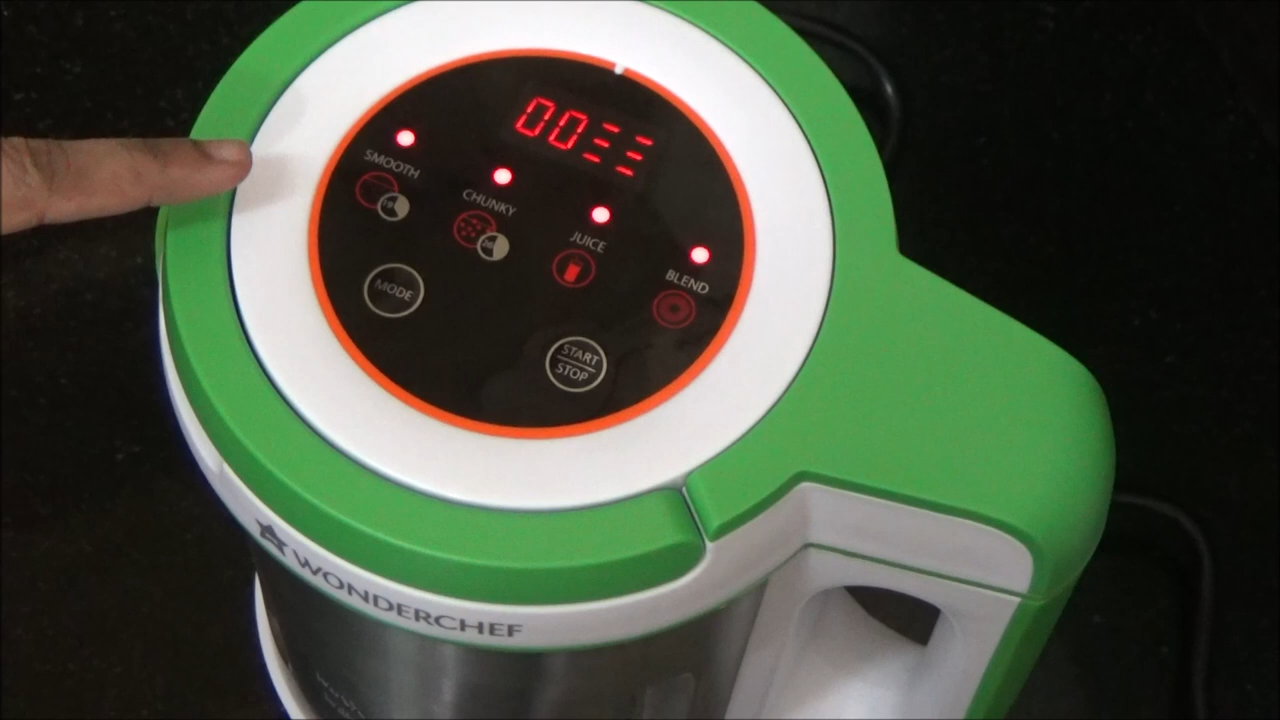 00
SMOOTH
CHUNKY
JUICE
BLEND
MODE
START
STOP
WONDERCHEF